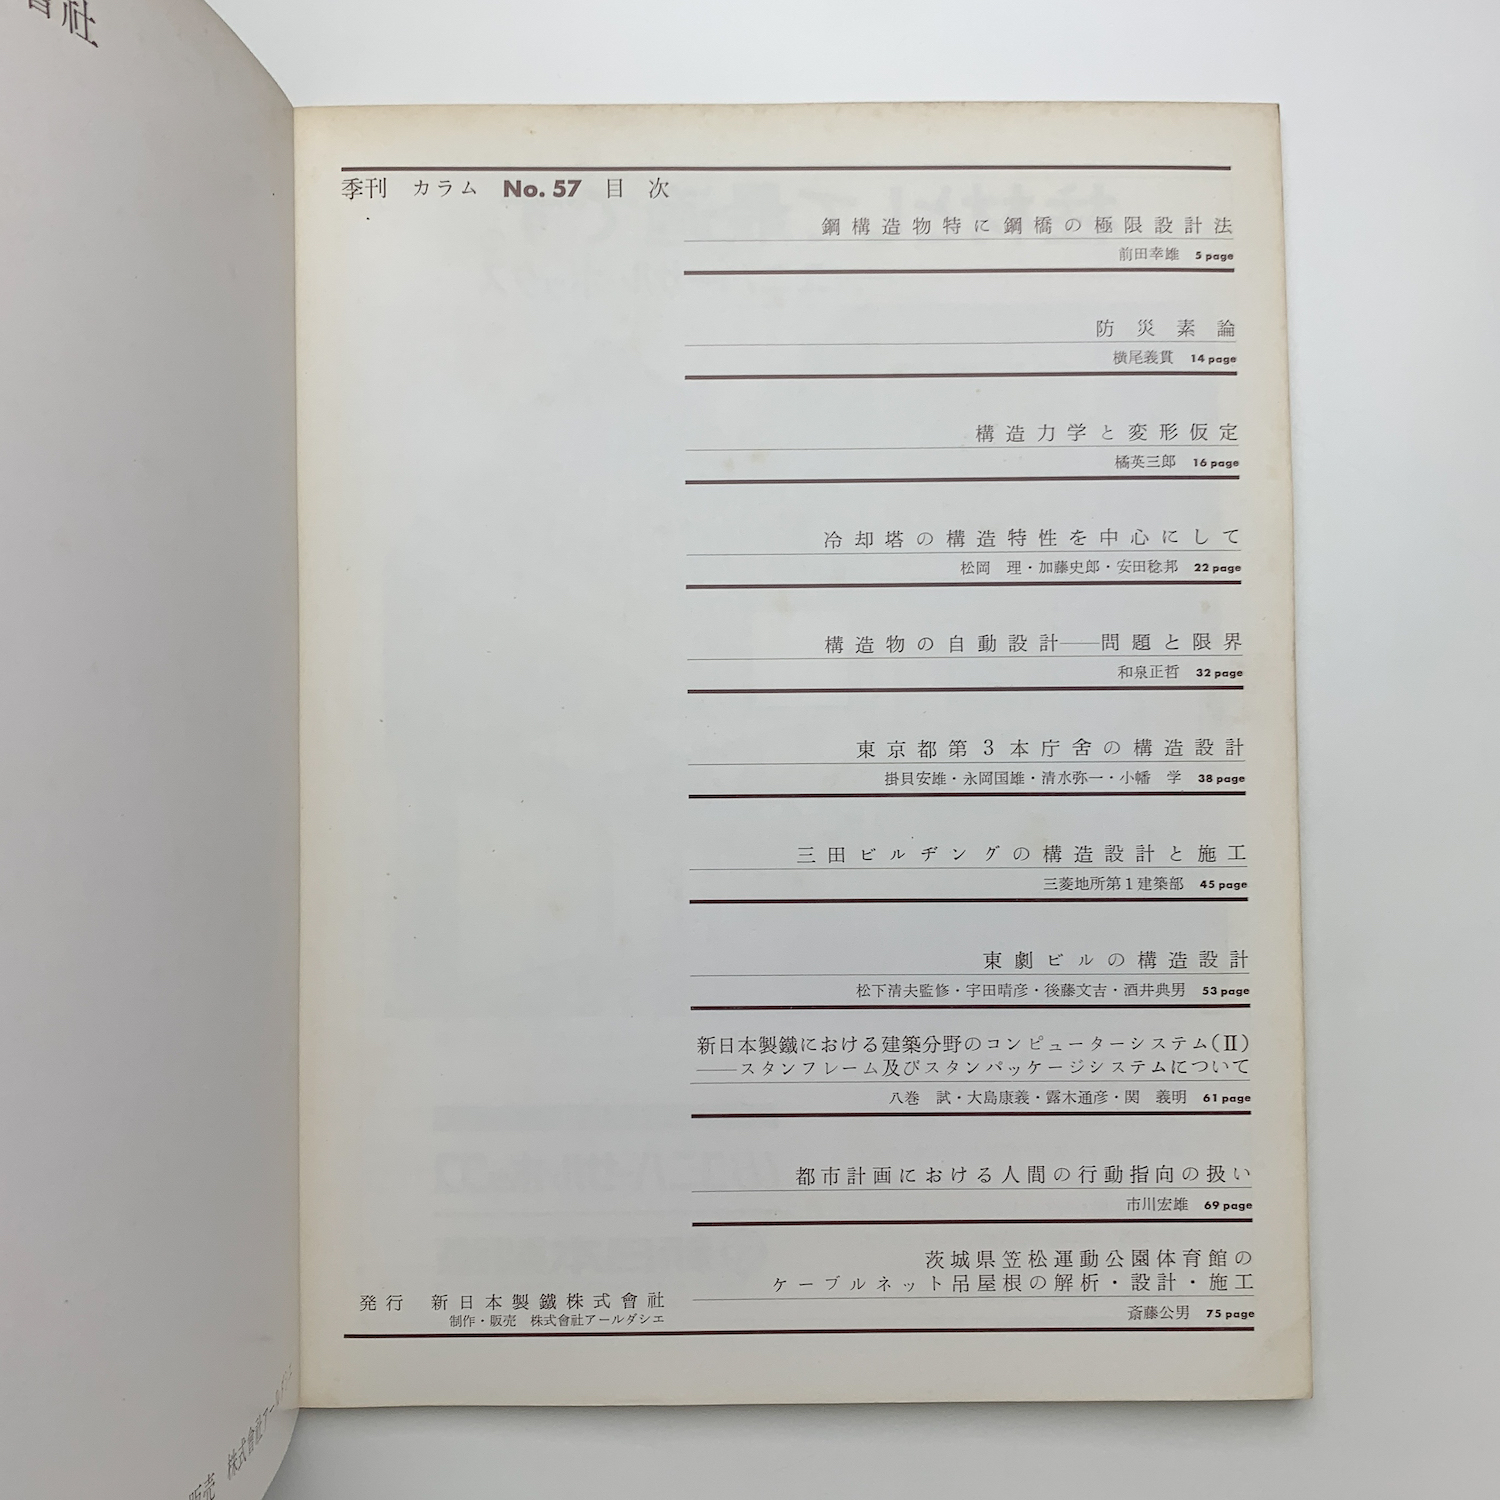 會社
季刊 カラム No. 57 目次
鋼構造物特に鋼橋の極限設計法
前田幸雄 5 page
防災素論
横尾義貫 14 page
構造力学と変形仮定
橘英三郎 16 page
冷却塔の構造特性を中心にして
松岡 理・加藤史郎・安田稔邦 22 page
構造物の自動設計——問題と限界
和泉正哲 32 page
東京都第3本庁舎の構造設計
掛貝安雄・永岡国雄・清水弥一・小幡 学 38 page
三田ビルヂングの構造設計と施工
三菱地所第1建築部 45 page
東劇ビルの構造設計
松下清夫監修・宇田晴彦・後藤文吉・酒井典男 53 page
新日本製鐵における建築分野のコンピューターシステム(II)
——スタンフレーム及びスタンパッケージシステムについて
八巻 試・大島康義・露木通彦・関 義明 61 page
都市計画における人間の行動指向の扱い
市川宏雄 69 page
茨城県笠松運動公園体育館の
ケーブルネット吊屋根の解析・設計・施工
斎藤公男 75 page
発行 新日本製鐵株式會社
制作・販売 株式會社アールダシエ
販売 株式會社アールダシエ